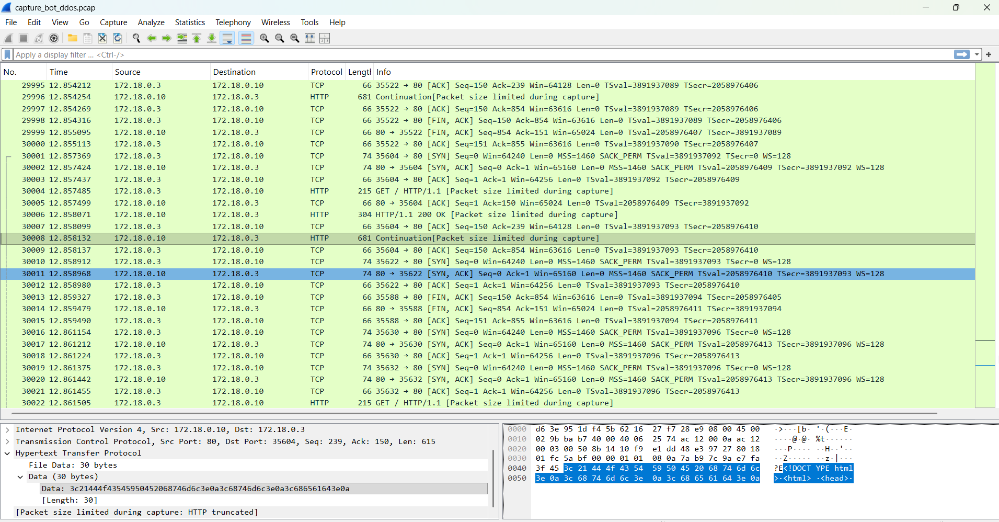 capture_bot_ddos.pcap
File Edit View Go Capture Analyze Statistics Telephony Wireless Tools Help
Apply a display filter ... <Ctrl-/>
No. Time Source Destination Protocol Length Info
29995 12.854212 172.18.0.3 172.18.0.10 TCP 66 35522 → 80 [ACK] Seq=150 Ack=239 Win=64128 Len=0 TSval=3891937089 TSecr=2058976406
29996 12.854254 172.18.0.10 172.18.0.3 HTTP 681 Continuation[Packet size limited during capture]
29997 12.854269 172.18.0.3 172.18.0.10 TCP 66 35522 → 80 [ACK] Seq=150 Ack=854 Win=63616 Len=0 TSval=3891937089 TSecr=2058976406
29998 12.854316 172.18.0.3 172.18.0.10 TCP 66 35522 → 80 [FIN, ACK] Seq=150 Ack=854 Win=63616 Len=0 TSval=3891937089 TSecr=2058976406
29999 12.855095 172.18.0.10 172.18.0.3 TCP 66 80 → 35522 [FIN, ACK] Seq=854 Ack=151 Win=65024 Len=0 TSval=2058976407 TSecr=3891937089
30000 12.855113 172.18.0.3 172.18.0.10 TCP 66 35522 → 80 [ACK] Seq=151 Ack=855 Win=63616 Len=0 TSval=3891937090 TSecr=2058976407
30001 12.857369 172.18.0.3 172.18.0.10 TCP 74 35604 → 80 [SYN] Seq=0 Win=64240 Len=0 MSS=1460 SACK_PERM TSval=3891937092 TSecr=0 WS=128
30002 12.857424 172.18.0.10 172.18.0.3 TCP 74 80 → 35604 [SYN, ACK] Seq=0 Ack=1 Win=65160 Len=0 MSS=1460 SACK_PERM TSval=2058976409 TSecr=3891937092 WS=128
30003 12.857437 172.18.0.3 172.18.0.10 TCP 66 35604 → 80 [ACK] Seq=1 Ack=1 Win=64256 Len=0 TSval=3891937092 TSecr=2058976409
30004 12.857485 172.18.0.3 172.18.0.10 HTTP 215 GET / HTTP/1.1 [Packet size limited during capture]
30005 12.857499 172.18.0.10 172.18.0.3 TCP 66 80 → 35604 [ACK] Seq=1 Ack=150 Win=65024 Len=0 TSval=2058976409 TSecr=3891937092
30006 12.858071 172.18.0.10 172.18.0.3 HTTP 304 HTTP/1.1 200 OK [Packet size limited during capture]
30007 12.858099 172.18.0.3 172.18.0.10 TCP 66 35604 → 80 [ACK] Seq=150 Ack=239 Win=64128 Len=0 TSval=3891937093 TSecr=2058976410
30008 12.858132 172.18.0.10 172.18.0.3 HTTP 681 Continuation[Packet size limited during capture]
30009 12.858137 172.18.0.3 172.18.0.10 TCP 66 35604 → 80 [ACK] Seq=150 Ack=854 Win=63616 Len=0 TSval=3891937093 TSecr=2058976410
30010 12.858912 172.18.0.3 172.18.0.10 TCP 74 35622 → 80 [SYN] Seq=0 Win=64240 Len=0 MSS=1460 SACK_PERM TSval=3891937093 TSecr=0 WS=128
30011 12.858968 172.18.0.10 172.18.0.3 TCP 74 80 → 35622 [SYN, ACK] Seq=0 Ack=1 Win=65160 Len=0 MSS=1460 SACK_PERM TSval=2058976410 TSecr=3891937093 WS=128
30012 12.858980 172.18.0.3 172.18.0.10 TCP 66 35622 → 80 [ACK] Seq=1 Ack=1 Win=64256 Len=0 TSval=3891937093 TSecr=2058976410
30013 12.859327 172.18.0.3 172.18.0.10 TCP 66 35588 → 80 [FIN, ACK] Seq=150 Ack=854 Win=63616 Len=0 TSval=3891937094 TSecr=2058976405
30014 12.859479 172.18.0.10 172.18.0.3 TCP 66 80 → 35588 [FIN, ACK] Seq=854 Ack=151 Win=65024 Len=0 TSval=2058976411 TSecr=3891937094
30015 12.859490 172.18.0.3 172.18.0.10 TCP 66 35588 → 80 [ACK] Seq=151 Ack=855 Win=63616 Len=0 TSval=3891937094 TSecr=2058976411
30016 12.861154 172.18.0.3 172.18.0.10 TCP 74 35630 → 80 [SYN] Seq=0 Win=64240 Len=0 MSS=1460 SACK_PERM TSval=3891937096 TSecr=0 WS=128
30017 12.861212 172.18.0.10 172.18.0.3 TCP 74 80 → 35630 [SYN, ACK] Seq=0 Ack=1 Win=65160 Len=0 MSS=1460 SACK_PERM TSval=2058976413 TSecr=3891937096 WS=128
30018 12.861224 172.18.0.3 172.18.0.10 TCP 66 35630 → 80 [ACK] Seq=1 Ack=1 Win=64256 Len=0 TSval=3891937096 TSecr=2058976413
30019 12.861375 172.18.0.3 172.18.0.10 TCP 74 35632 → 80 [SYN] Seq=0 Win=64240 Len=0 MSS=1460 SACK_PERM TSval=3891937096 TSecr=0 WS=128
30020 12.861442 172.18.0.10 172.18.0.3 TCP 74 80 → 35632 [SYN, ACK] Seq=0 Ack=1 Win=65160 Len=0 MSS=1460 SACK_PERM TSval=2058976413 TSecr=3891937096 WS=128
30021 12.861455 172.18.0.3 172.18.0.10 TCP 66 35632 → 80 [ACK] Seq=1 Ack=1 Win=64256 Len=0 TSval=3891937096 TSecr=2058976413
30022 12.861505 172.18.0.3 172.18.0.10 HTTP 215 GET / HTTP/1.1 [Packet size limited during capture]
Internet Protocol Version 4, Src: 172.18.0.10, Dst: 172.18.0.3
Transmission Control Protocol, Src Port: 80, Dst Port: 35604, Seq: 239, Ack: 150, Len: 615
Hypertext Transfer Protocol
File Data: 30 bytes
Data (30 bytes)
Data: 3c21444f43545950452068746d6c3e0a3c68746d6c3e0a3c686561643e0a
[Length: 30]
[Packet size limited during capture: HTTP truncated]
0000 d6 3e 95 1d f4 5b 62 16 27 f7 28 e9 08 00 45 00 ·>···[b· '·(···E·
0010 02 9b ba b7 40 00 40 06 25 74 ac 12 00 0a ac 12 ····@·@· %t······
0020 00 03 00 50 8b 14 10 f9 e1 dd 48 e3 97 27 80 18 ···P···· ··H··'··
0030 01 fc 5a bf 00 00 01 01 08 0a 7a b9 7c 9a e7 fa ··Z····· ··z·|···
0040 3f 45 3c 21 44 4f 43 54 59 50 45 20 68 74 6d 6c ?E<!DOCT YPE html
0050 3e 0a 3c 68 74 6d 6c 3e 0a 3c 68 65 61 64 3e 0a >·<html> ·<head>·